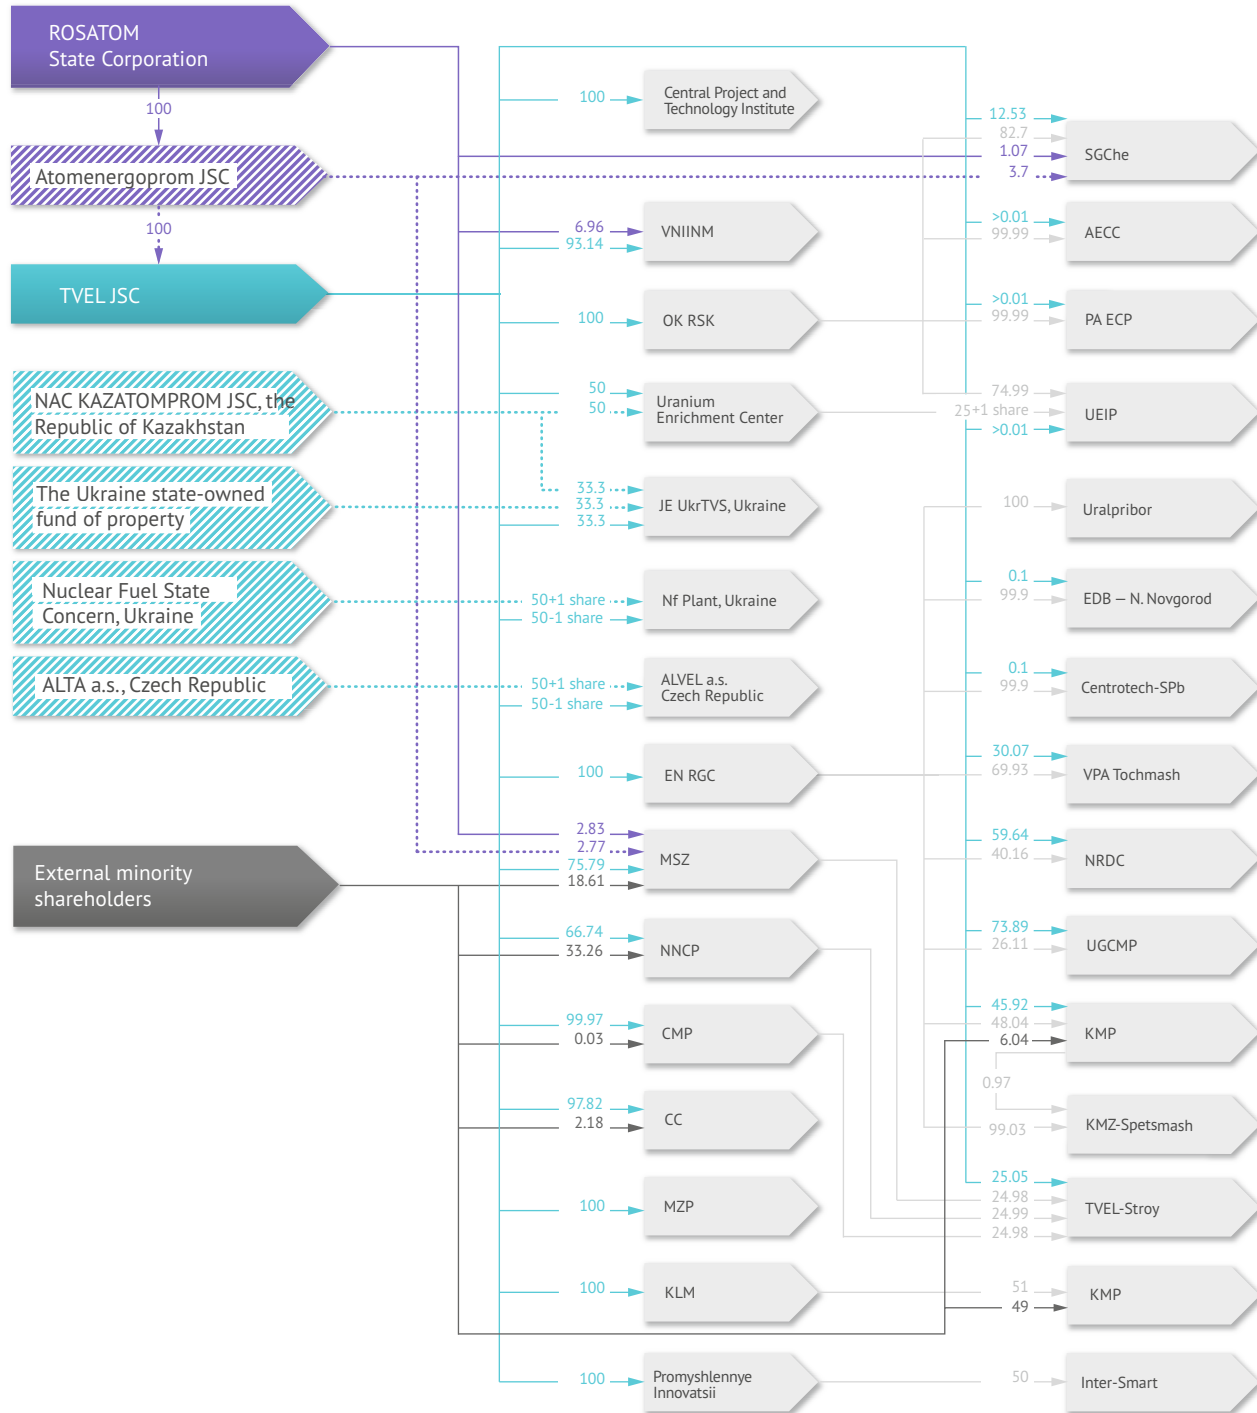 ROSATOM
State Corporation
100
Atomenergoprom JSC
100
TVEL JSC
NAC KAZATOMPROM JSC, the
Republic of Kazakhstan
The Ukraine state-owned
fund of property
Nuclear Fuel State
Concern, Ukraine
ALTA a.s., Czech Republic
External minority
shareholders
100
Central Project and
Technology Institute
6.96
93.14
VNIINM
100
OK RSK
50
50
Uranium
Enrichment Center
33.3
33.3
33.3
JE UkrTVS, Ukraine
50+1 share
50-1 share
Nf Plant, Ukraine
50+1 share
50-1 share
ALVEL a.s.
Czech Republic
100
EN RGC
2.83
2.77
75.79
18.61
MSZ
66.74
33.26
NNCP
99.97
0.03
CMP
97.82
2.18
CC
100
MZP
100
KLM
100
Promyshlennye
Innovatsii
12.53
82.7
1.07
3.7
SGChe
>0.01
99.99
AECC
>0.01
99.99
PA ECP
74.99
25+1 share
>0.01
UEIP
100
Uralpribor
0.1
99.9
EDB – N. Novgorod
0.1
99.9
Centrotech-SPb
30.07
69.93
VPA Tochmash
59.64
40.16
NRDC
73.89
26.11
UGCMP
45.92
48.04
6.04
KMP
0.97
99.03
KMZ-Spetsmash
25.05
24.98
24.99
24.98
TVEL-Stroy
51
49
KMP
50
Inter-Smart